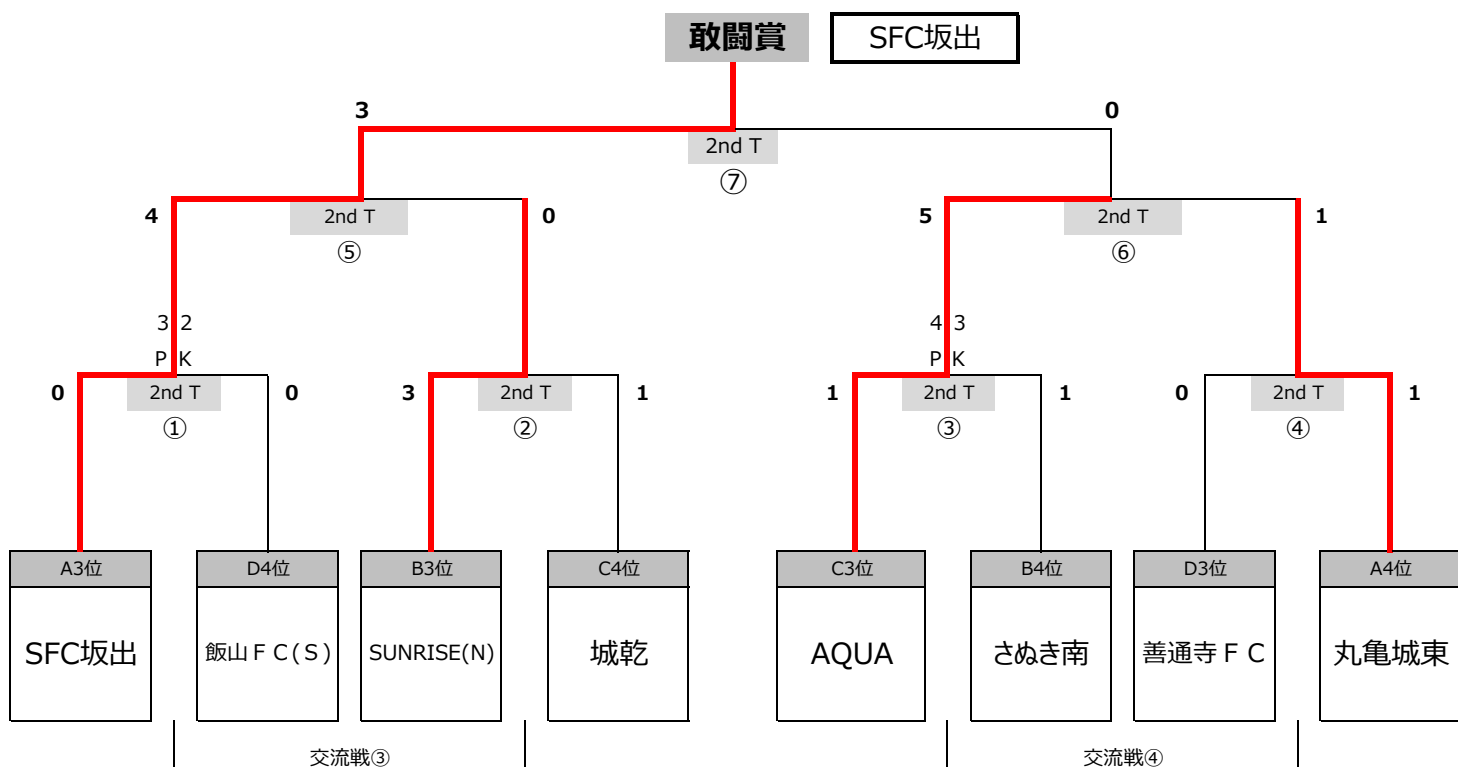 敢闘賞 SFC坂出
3 0
2nd T
⑦
4 0 5 1
2nd T 2nd T
⑤ ⑥
3 2 4 3
P K P K
0 0 3 1 1 1 0 1
2nd T 2nd T 2nd T 2nd T
① ② ③ ④
A3位 D4位 B3位 C4位 C3位 B4位 D3位 A4位
SFC坂出 飯山ＦＣ(Ｓ) SUNRISE(N) 城乾 AQUA さぬき南 善通寺ＦＣ 丸亀城東
交流戦③ 交流戦④